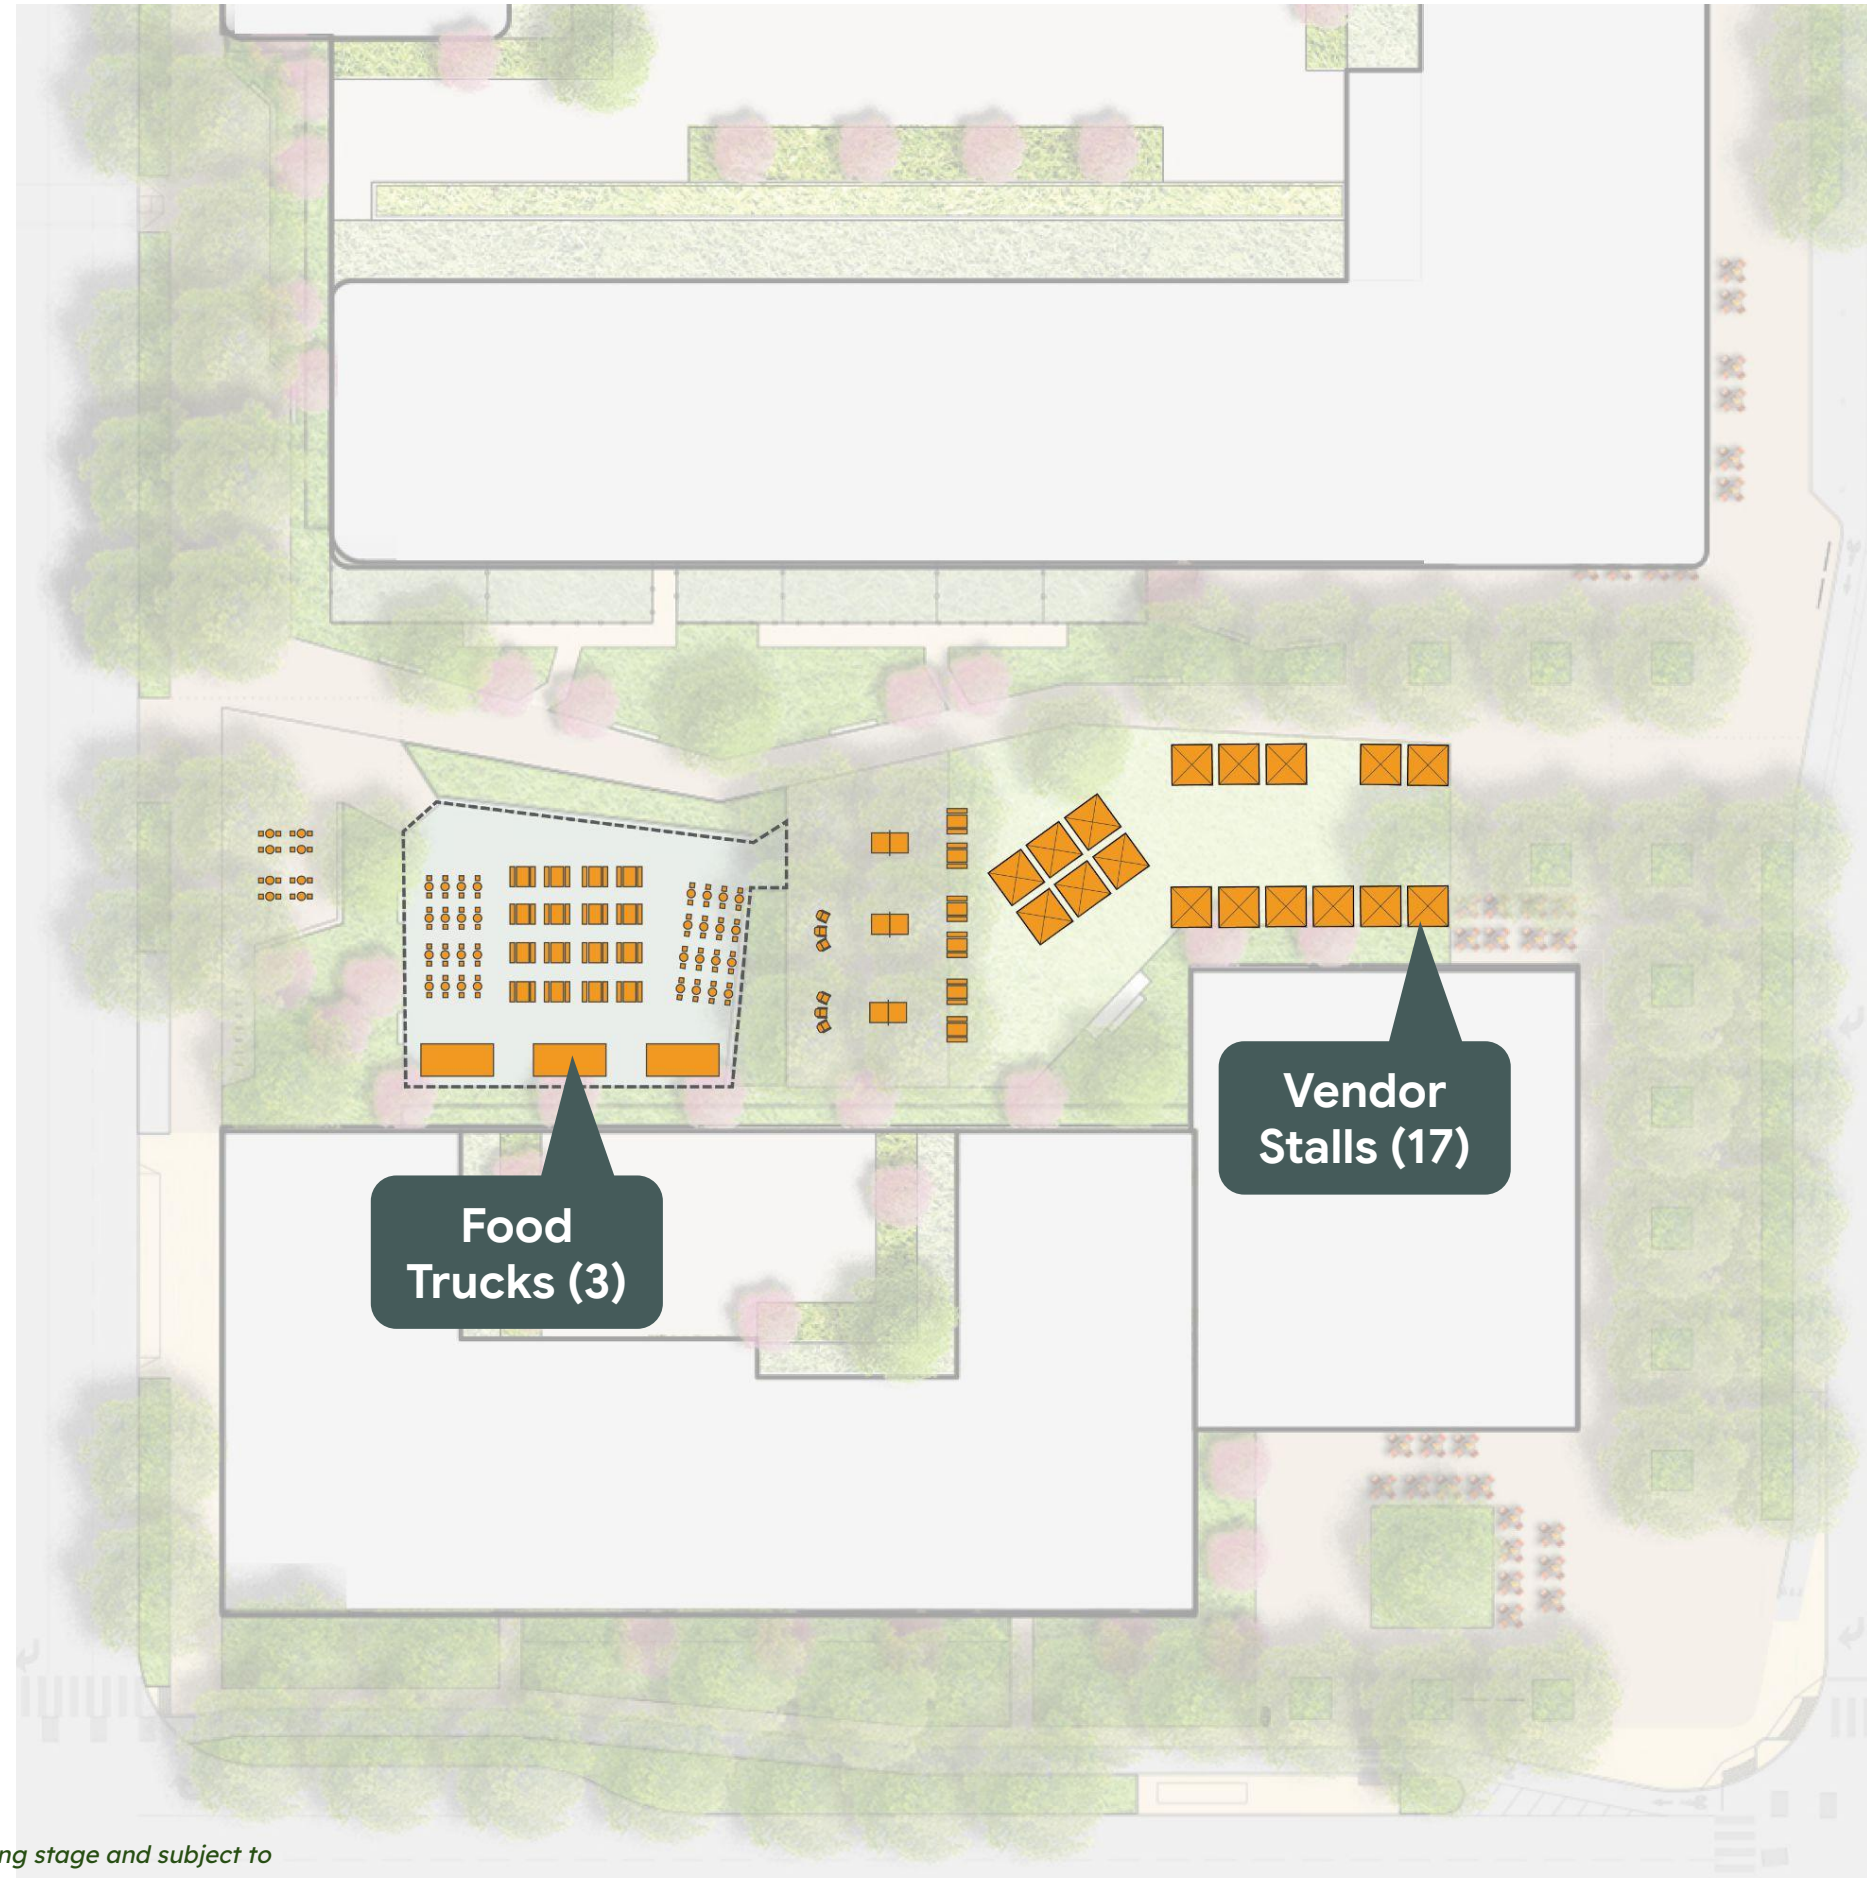 Vendor
Stalls (17)
Food
Trucks (3)
ng stage and subject to